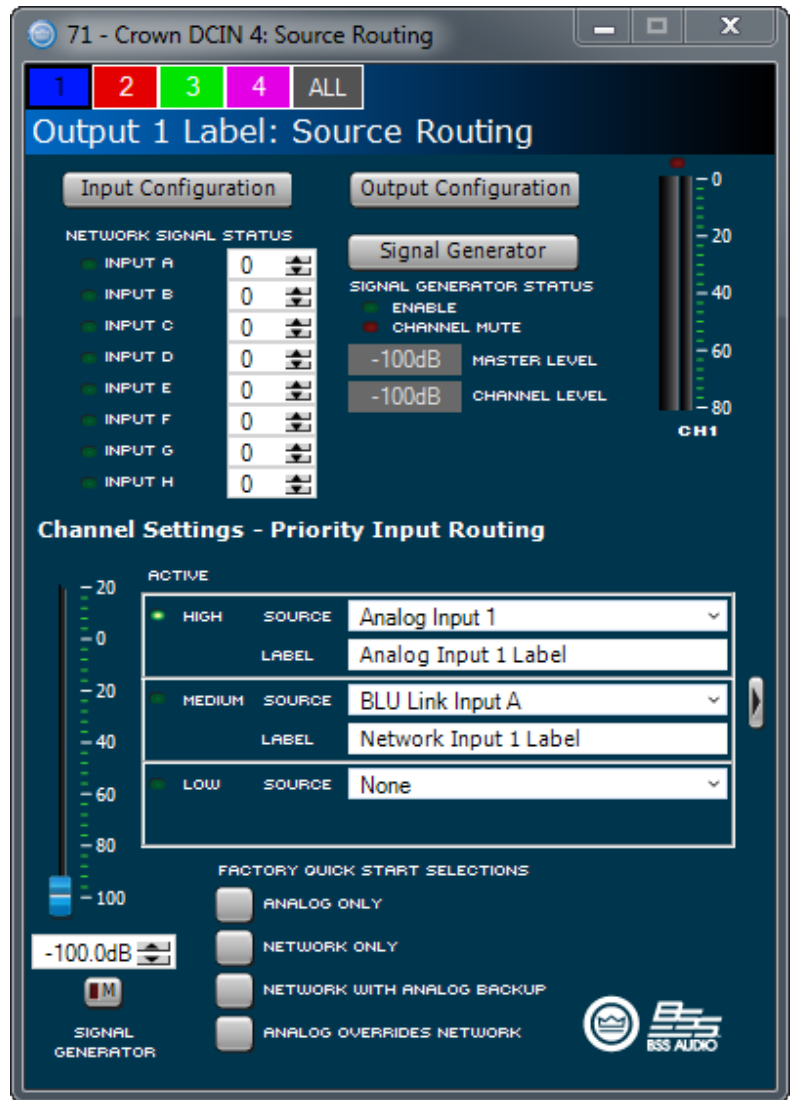 71 - Crown DCIN 4: Source Routing
X
1 2 3 4 ALL
Output 1 Label: Source Routing
Input Configuration
Output Configuration
NETWORK SIGNAL STATUS
INPUT A 0
INPUT B 0
INPUT C 0
INPUT D 0
INPUT E 0
INPUT F 0
INPUT G 0
INPUT H 0
Signal Generator
SIGNAL GENERATOR STATUS
ENABLE
CHANNEL MUTE
-100dB MASTER LEVEL
-100dB CHANNEL LEVEL
0
20
40
60
80
CH1
Channel Settings - Priority Input Routing
20
0
20
40
60
80
100
-100.0dB
M
SIGNAL
GENERATOR
ACTIVE
HIGH SOURCE Analog Input 1
LABEL Analog Input 1 Label
MEDIUM SOURCE BLU Link Input A
LABEL Network Input 1 Label
LOW SOURCE None
FACTORY QUICK START SELECTIONS
ANALOG ONLY
NETWORK ONLY
NETWORK WITH ANALOG BACKUP
ANALOG OVERRIDES NETWORK
BSS
BSS AUDIO